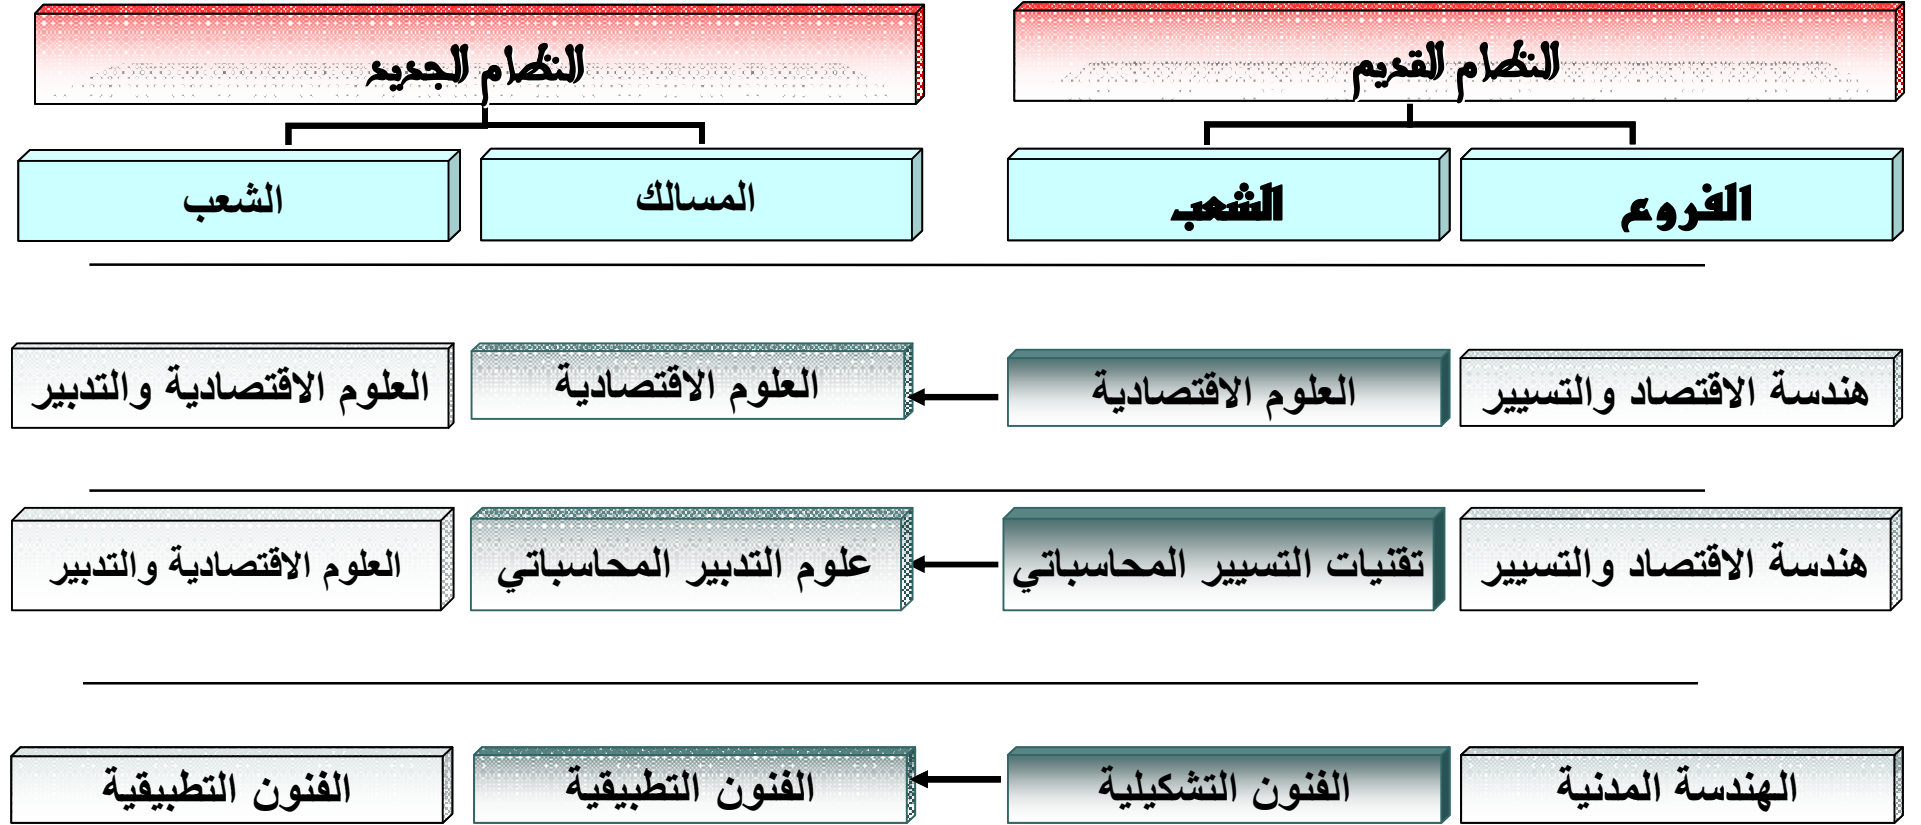 النظام القديم
النظام الجديد
الفروع
الشعب
المسالك
الشعب
هندسة الاقتصاد والتسيير
العلوم الاقتصادية
العلوم الاقتصادية
العلوم الاقتصادية والتدبير
هندسة الاقتصاد والتسيير
تقنيات التسيير المحاسباتي
علوم التدبير المحاسباتي
العلوم الاقتصادية والتدبير
الهندسة المدنية
الفنون التشكيلية
الفنون التطبيقية
الفنون التطبيقية